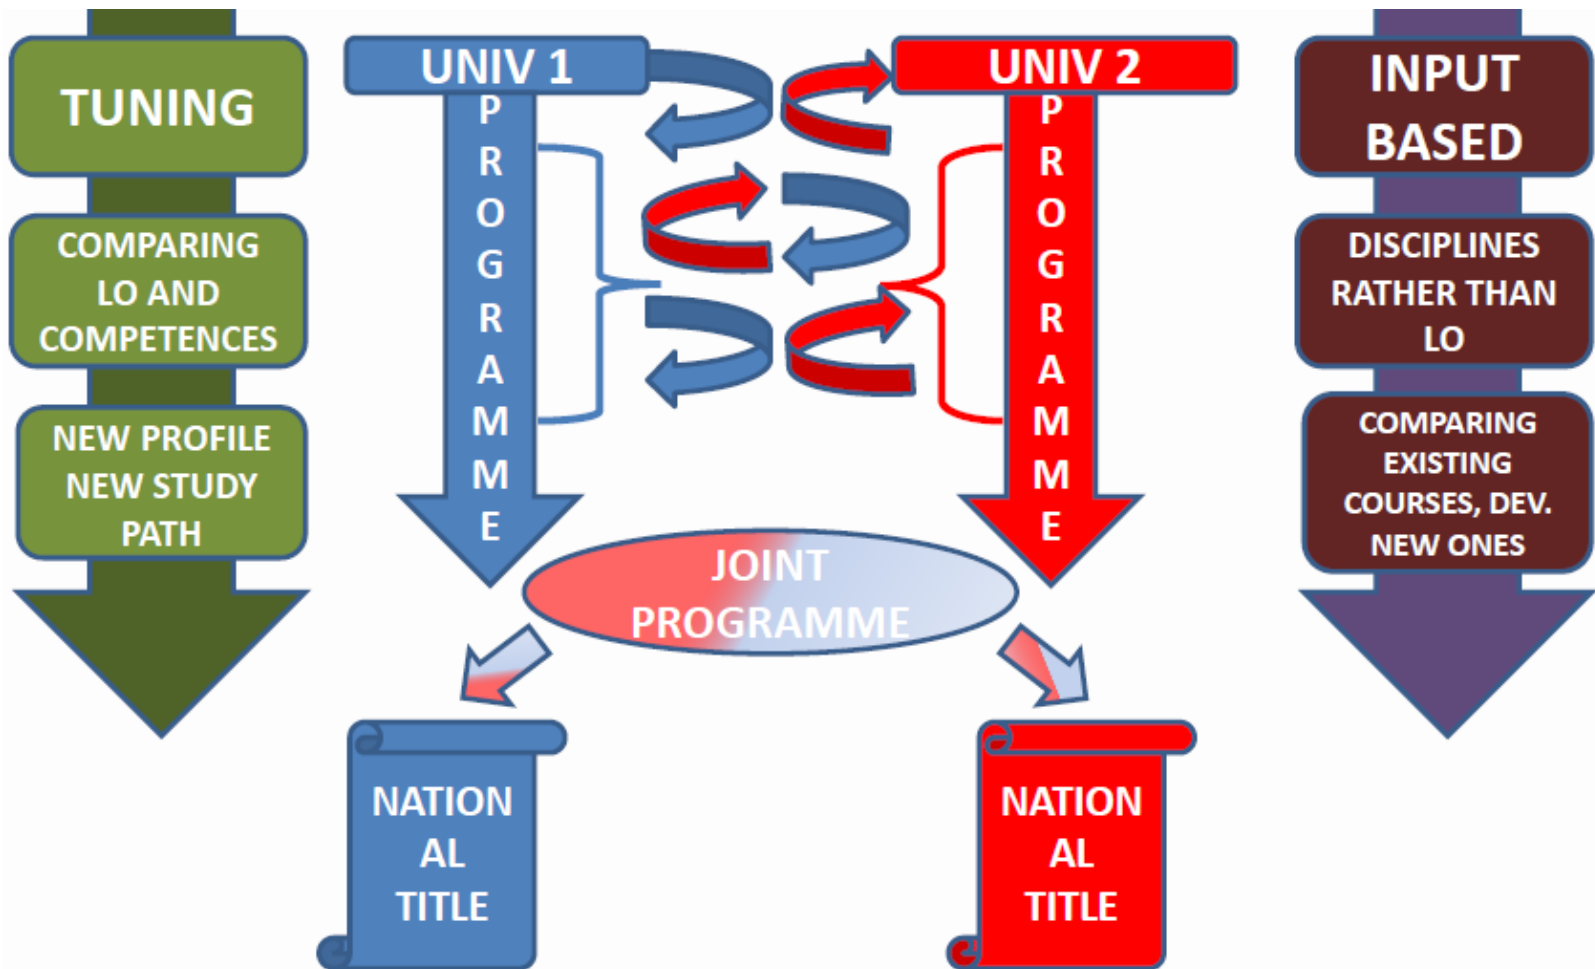 TUNING
COMPARING
LO AND
COMPETENCES
NEW PROFILE
NEW STUDY
PATH
UNIV 1
P
R
O
G
R
A
M
M
E
UNIV 2
P
R
O
G
R
A
M
M
E
JOINT
PROGRAMME
NATION
AL
TITLE
NATION
AL
TITLE
INPUT
BASED
DISCIPLINES
RATHER THAN
LO
COMPARING
EXISTING
COURSES, DEV.
NEW ONES